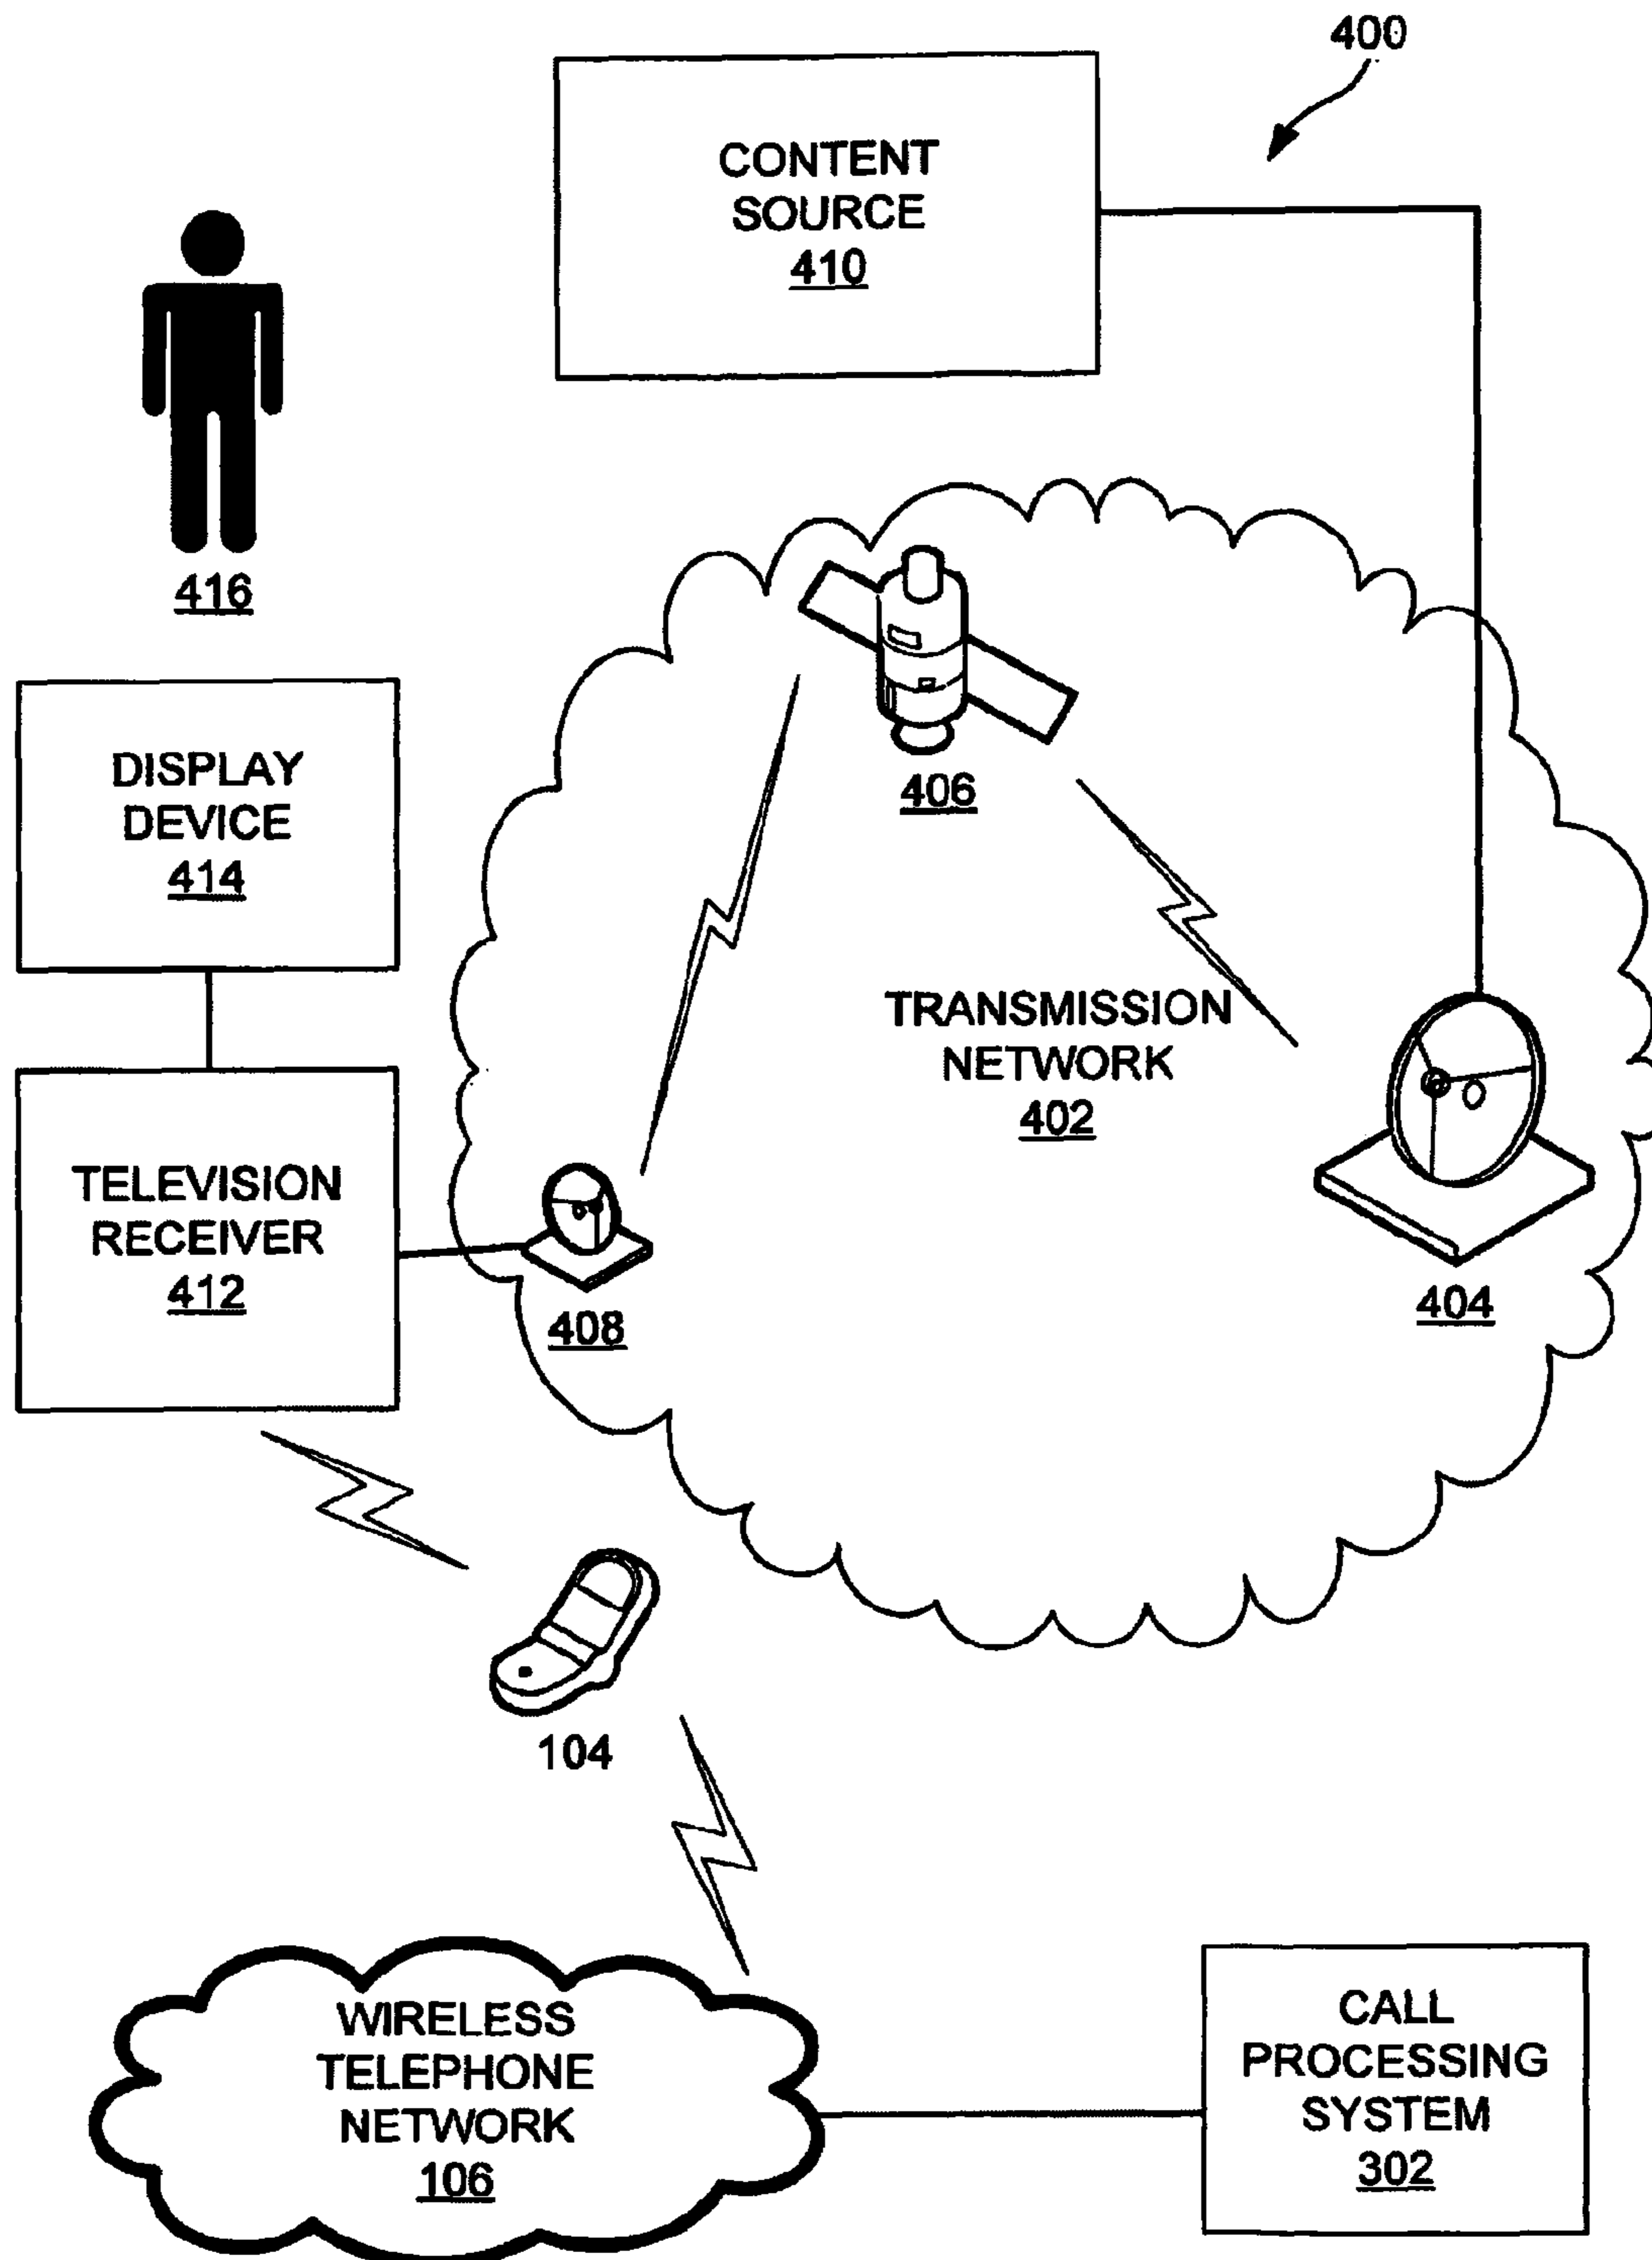 400
CONTENT
SOURCE
410
416
406
DISPLAY
DEVICE
414
TRANSMISSION
NETWORK
402
TELEVISION
RECEIVER
412
408
404
104
WIRELESS
TELEPHONE
NETWORK
106
CALL
PROCESSING
SYSTEM
302